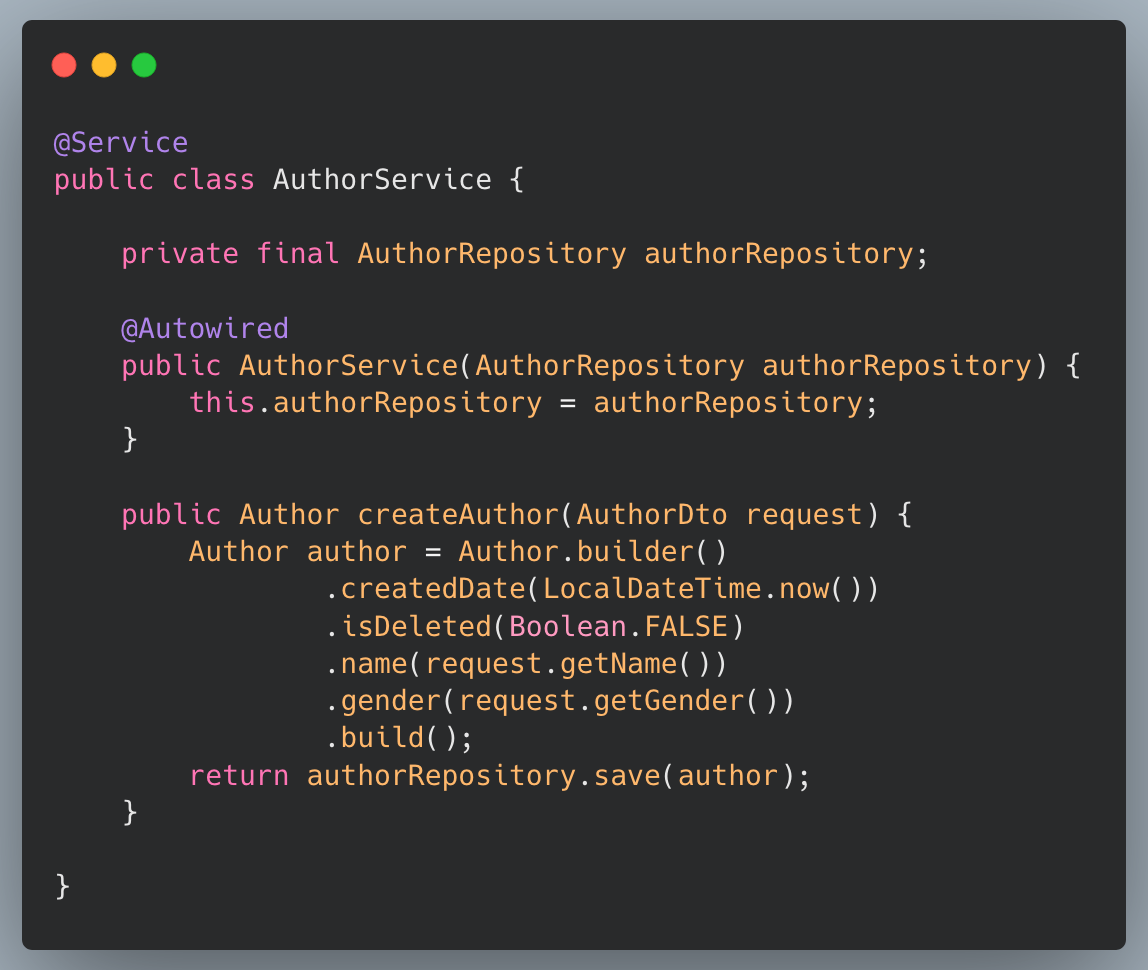 @Service
public class AuthorService {
    private final AuthorRepository authorRepository;
    @Autowired
    public AuthorService(AuthorRepository authorRepository) {
        this.authorRepository = authorRepository;
    }
    public Author createAuthor(AuthorDto request) {
        Author author = Author.builder()
                .createdDate(LocalDateTime.now())
                .isDeleted(Boolean.FALSE)
                .name(request.getName())
                .gender(request.getGender())
                .build();
        return authorRepository.save(author);
    }
}